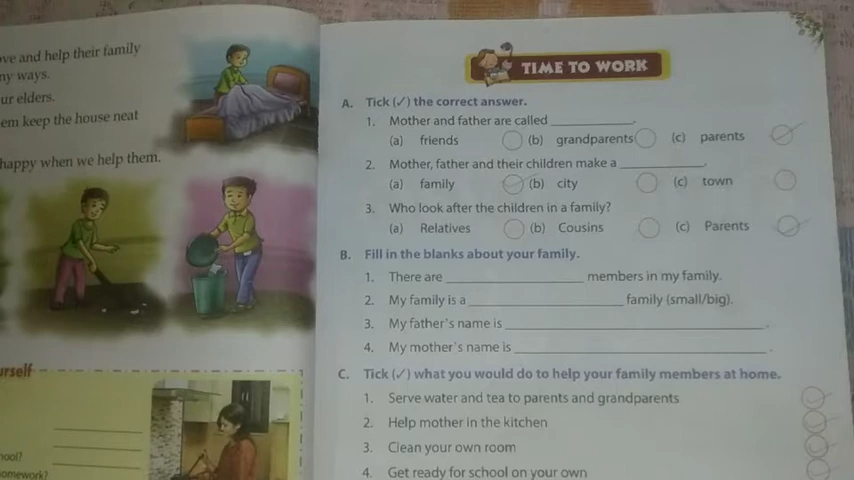 ve and help their family
ny ways.
ur elders.
em keep the house neat
happy when we help them.
urself
hool?
omework?
TIME TO WORK
A. Tick (✓) the correct answer.
1. Mother and father are called ____________.
(a) friends (b) grandparents (c) parents
2. Mother, father and their children make a ____________.
(a) family (b) city (c) town
3. Who look after the children in a family?
(a) Relatives (b) Cousins (c) Parents
B. Fill in the blanks about your family.
1. There are ____________ members in my family.
2. My family is a ____________ family (small/big).
3. My father's name is ____________.
4. My mother's name is ____________.
C. Tick (✓) what you would do to help your family members at home.
1. Serve water and tea to parents and grandparents
2. Help mother in the kitchen
3. Clean your own room
4. Get ready for school on your own